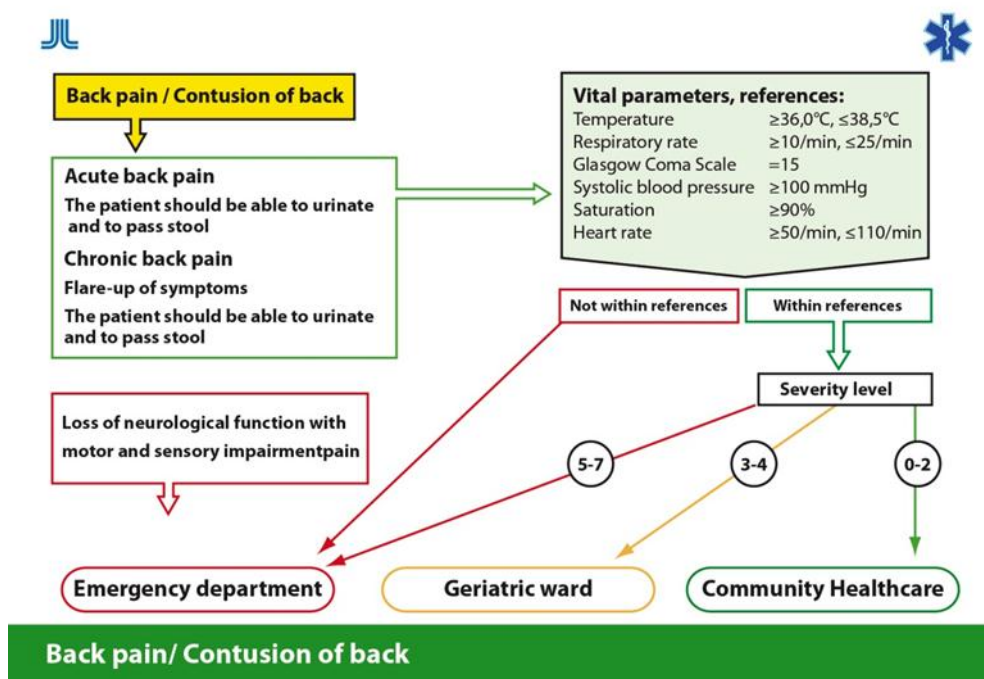 Back pain / Contusion of back
Acute back pain
The patient should be able to urinate
and to pass stool
Chronic back pain
Flare-up of symptoms
The patient should be able to urinate
and to pass stool
Vital parameters, references:
Temperature ≥36,0°C, ≤38,5°C
Respiratory rate ≥10/min, ≤25/min
Glasgow Coma Scale =15
Systolic blood pressure ≥100 mmHg
Saturation ≥90%
Heart rate ≥50/min, ≤110/min
Not within references
Within references
Severity level
Loss of neurological function with
motor and sensory impairmentpain
5-7
3-4
0-2
Emergency department
Geriatric ward
Community Healthcare
Back pain/ Contusion of back